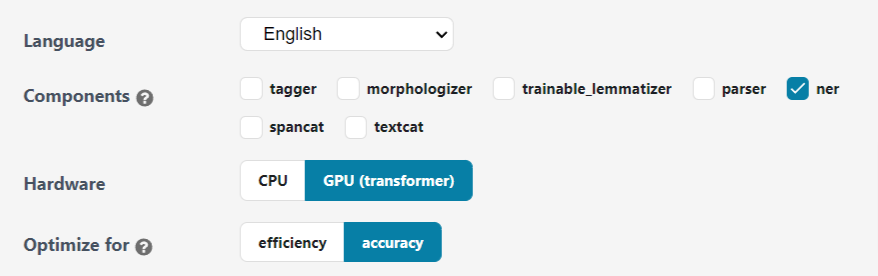 Language English
Components ? tagger morphologizer trainable_lemmatizer parser ner
spancat textcat
Hardware CPU GPU (transformer)
Optimize for ? efficiency accuracy